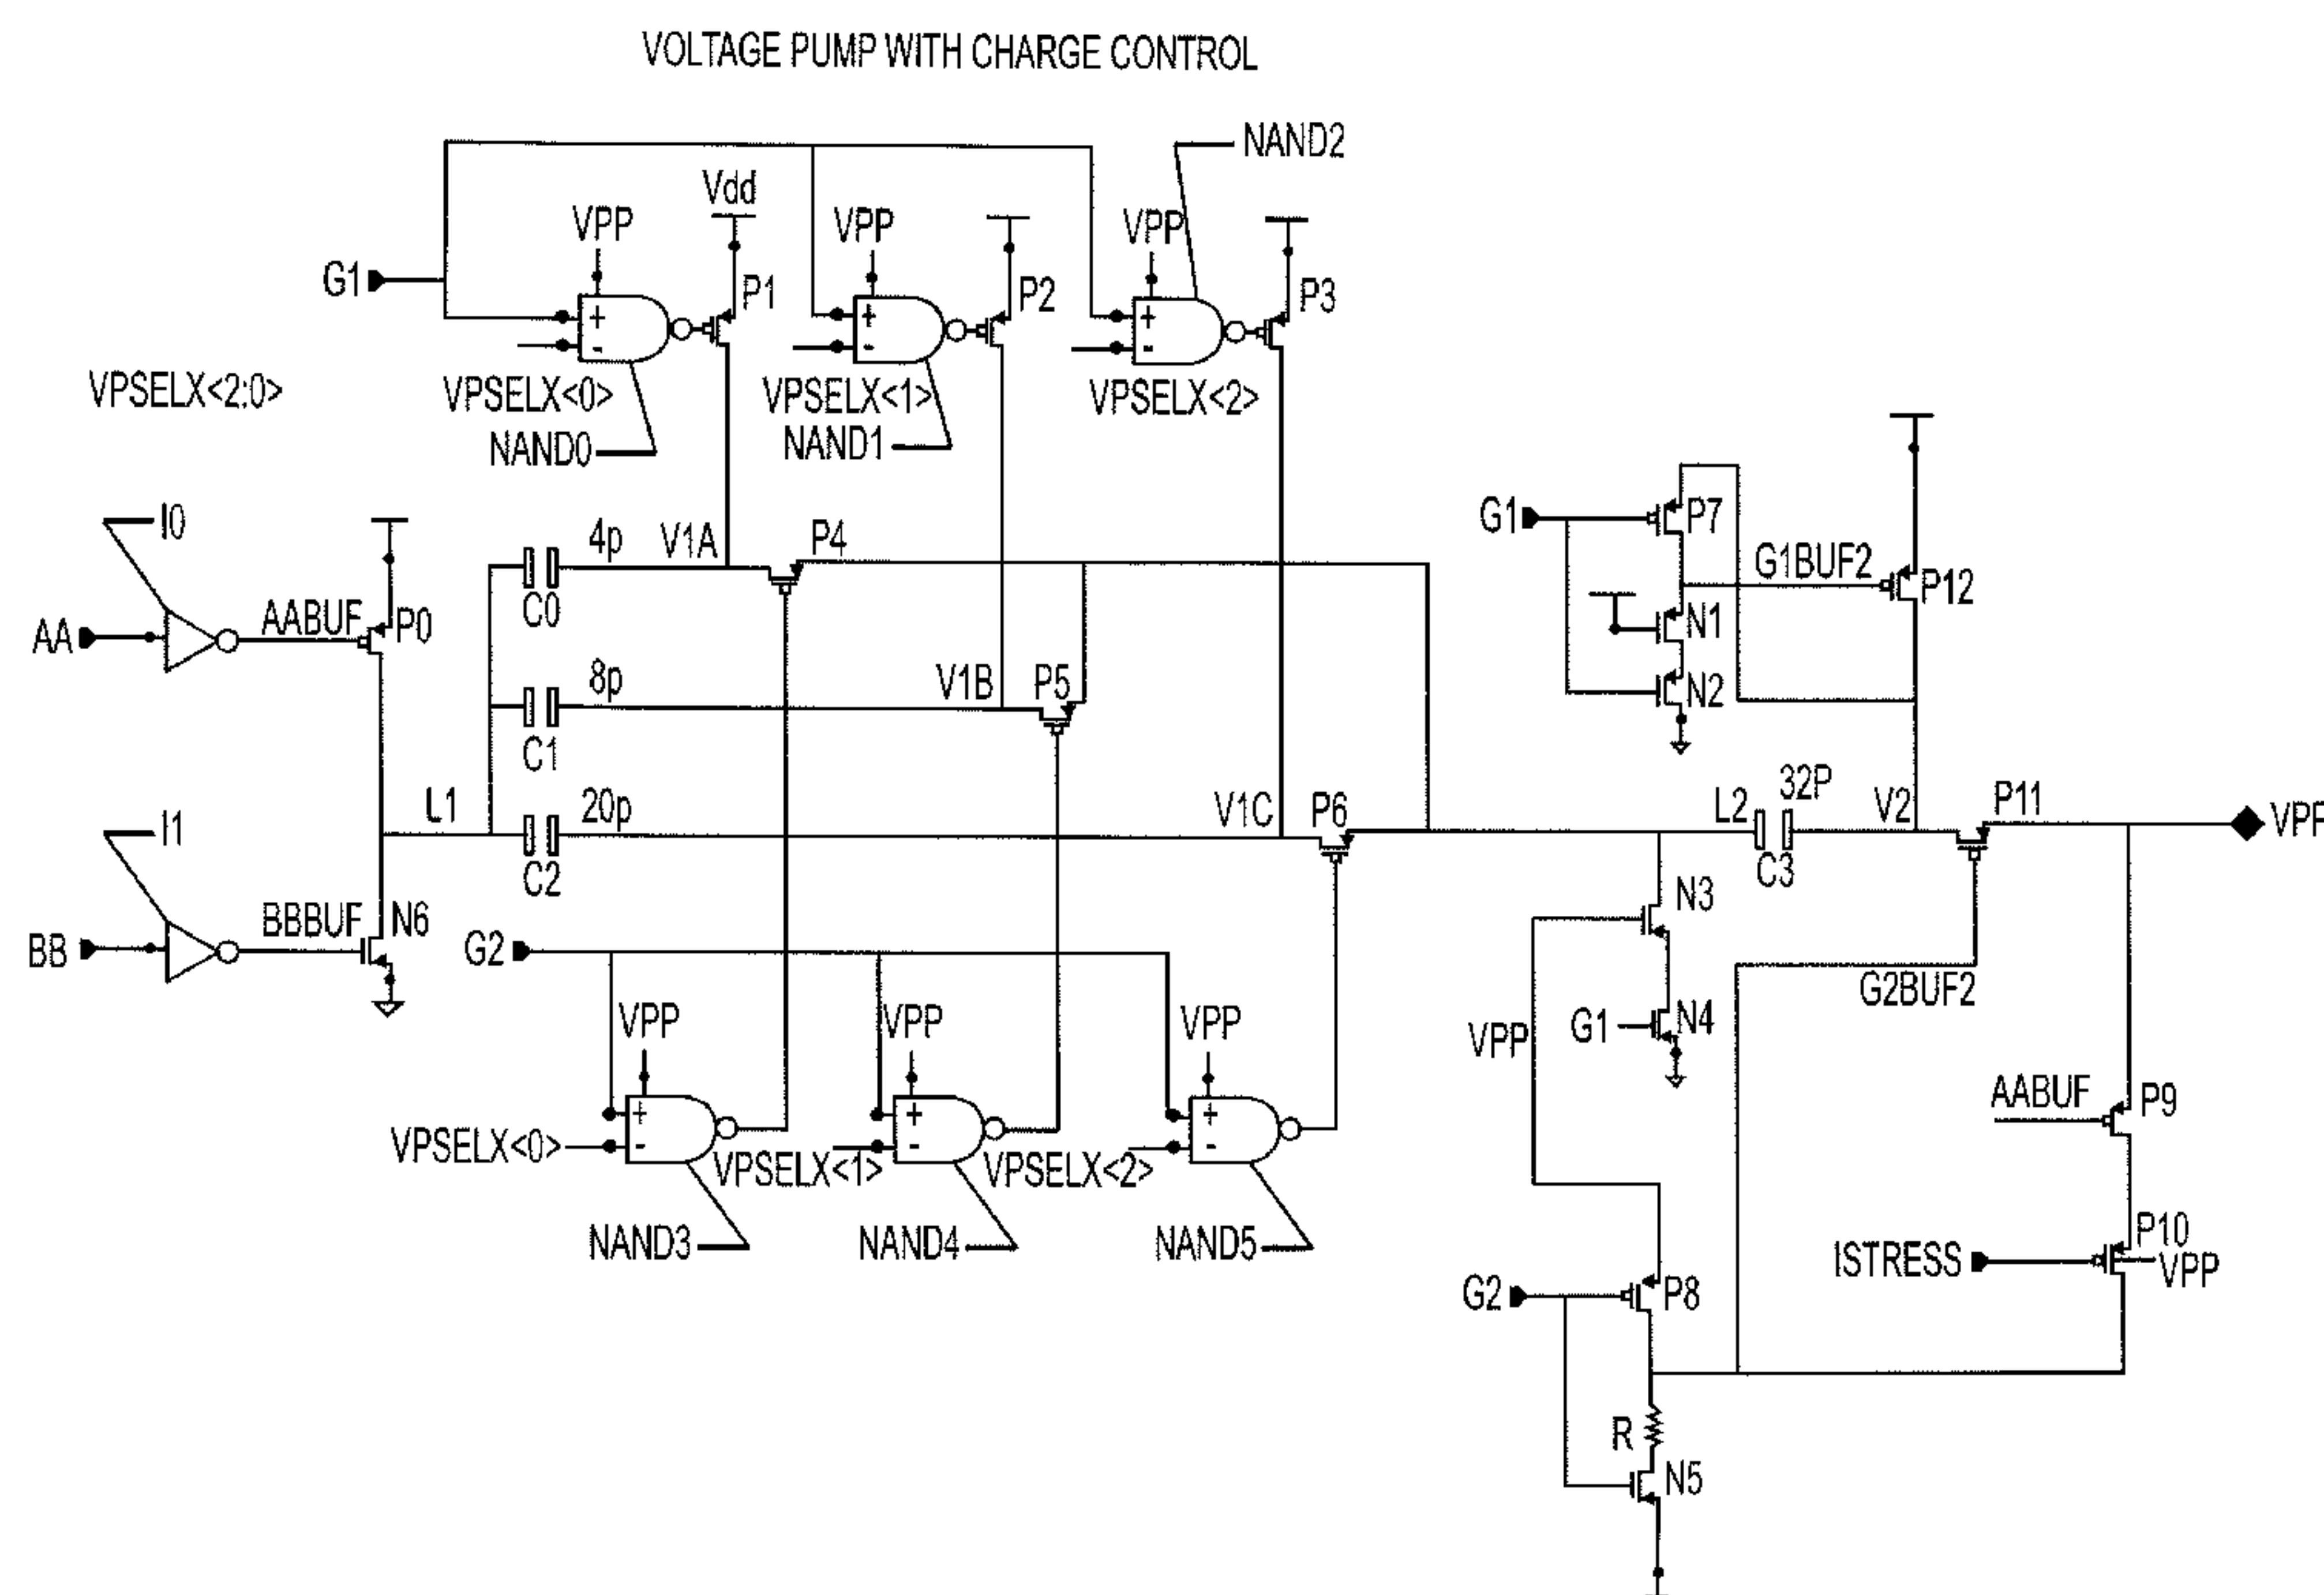 VOLTAGE PUMP WITH CHARGE CONTROL
NAND2
Vdd
VPP
VPP
VPP
G1
P1
P2
P3
+
-
+
-
+
-
VPSELX<2:0>
VPSELX<0>
VPSELX<1>
VPSELX<2>
NAND0
NAND1
I0
4p
V1A
P4
G1
P7
AA
AABUF
P0
C0
G1BUF2
P12
N1
8p
V1B
P5
N2
C1
I1
L1
20p
V1C
P6
L2
32P
V2
P11
VPP
C2
C3
BB
BBBUF
N6
G2
N3
G2BUF2
VPP
VPP
VPP
VPP
G1
N4
AABUF
P9
+
-
+
-
+
-
VPSELX<0>
VPSELX<1>
VPSELX<2>
NAND3
NAND4
NAND5
ISTRESS
P10
VPP
G2
P8
R
N5